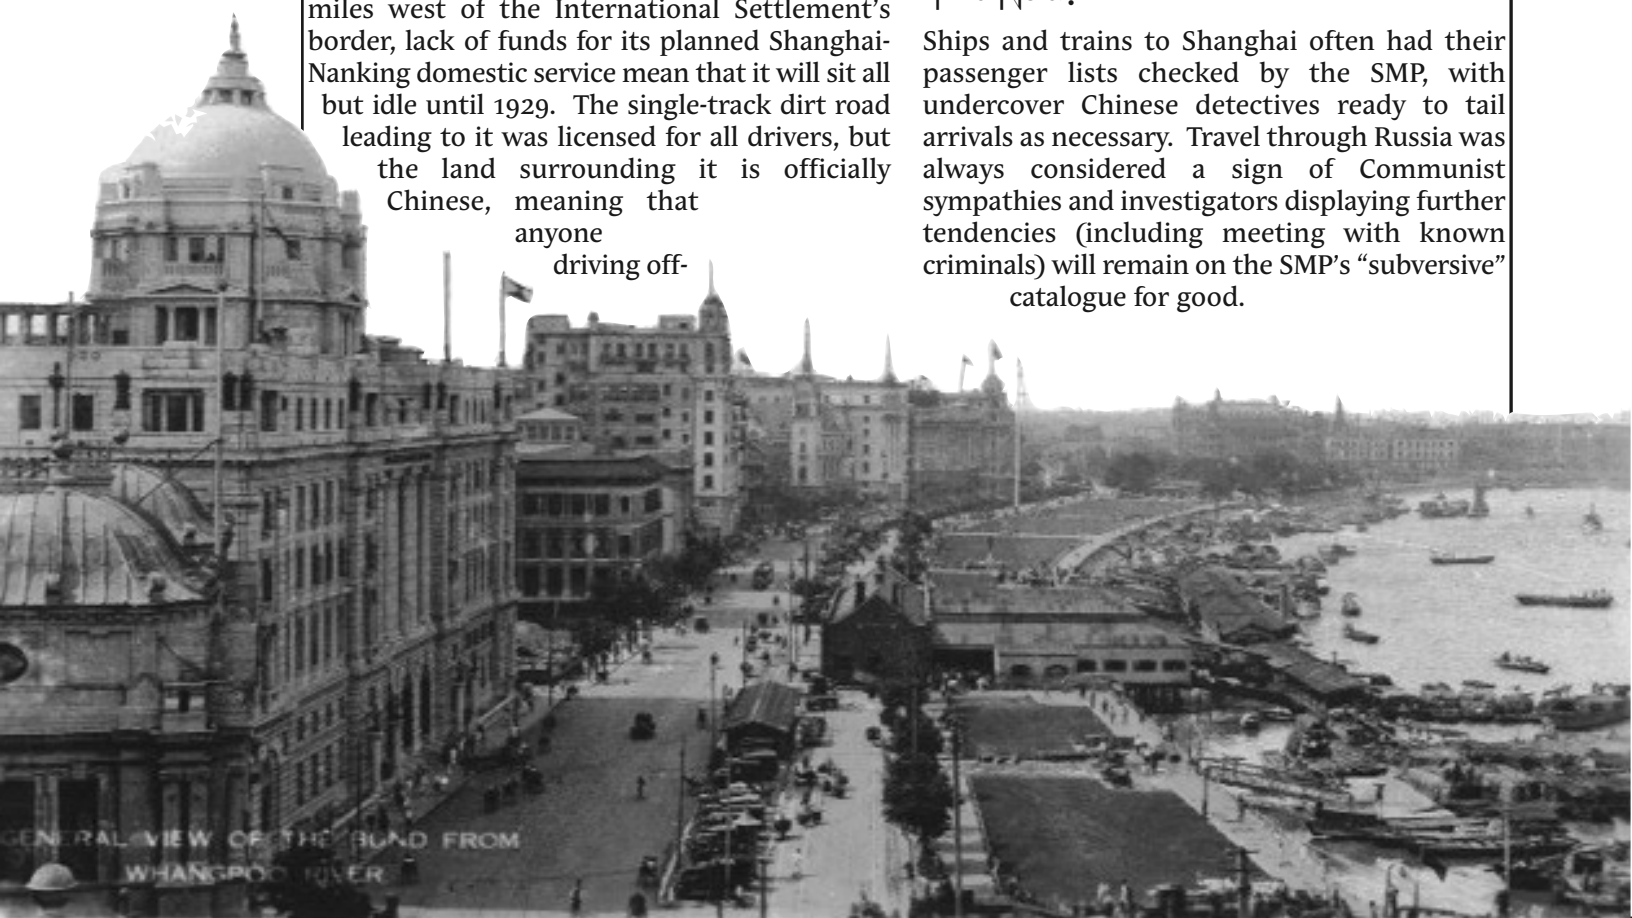 miles west of the International Settlement's
border, lack of funds for its planned Shanghai-
Nanking domestic service mean that it will sit all
but idle until 1929. The single-track dirt road
leading to it was licensed for all drivers, but
the land surrounding it is officially
Chinese, meaning that
anyone
driving off-
Ships and trains to Shanghai often had their
passenger lists checked by the SMP, with
undercover Chinese detectives ready to tail
arrivals as necessary. Travel through Russia was
always considered a sign of Communist
sympathies and investigators displaying further
tendencies (including meeting with known
criminals) will remain on the SMP's “subversive”
catalogue for good.
GENERAL VIEW OF THE BUND FROM
WHANGPOO RIVER